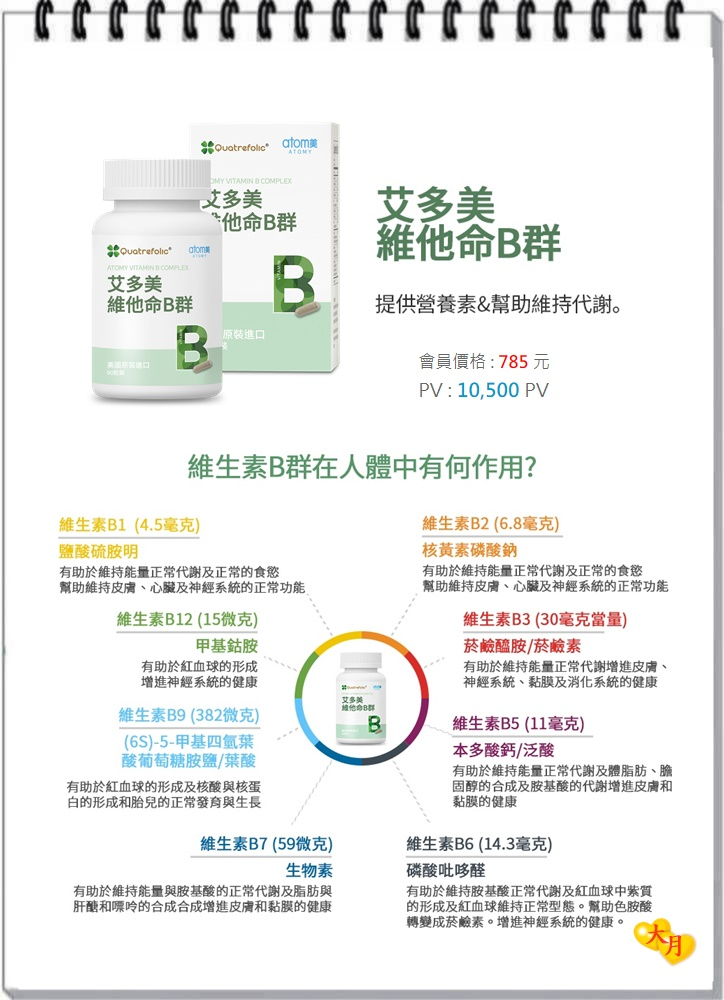 Quatrefolic®
atom美
ATOMY
OMY VITAMIN B COMPLEX
艾多美
維他命B群
B
原裝進口
Quatrefolic®
atom美
ATOMY
ATOMY VITAMIN B COMPLEX
艾多美
維他命B群
B
美國原裝進口
艾多美
維他命B群
提供營養素&幫助維持代謝。
會員價格 : 785 元
PV : 10,500 PV
維生素B群在人體中有何作用?
維生素B1 (4.5毫克)
鹽酸硫胺明
有助於維持能量正常代謝及正常的食慾
幫助維持皮膚、心臟及神經系統的正常功能
維生素B2 (6.8毫克)
核黃素磷酸鈉
有助於維持能量正常代謝及正常的食慾
幫助維持皮膚、心臟及神經系統的正常功能
維生素B12 (15微克)
甲基鈷胺
有助於紅血球的形成
增進神經系統的健康
維生素B3 (30毫克當量)
菸鹼醯胺/菸鹼素
有助於維持能量正常代謝增進皮膚、
神經系統、黏膜及消化系統的健康
維生素B9 (382微克)
(6S)-5-甲基四氫葉
酸葡萄糖胺鹽/葉酸
有助於紅血球的形成及核酸與核蛋
白的形成和胎兒的正常發育與生長
Quatrefolic®
艾多美
維他命B群
B
維生素B5 (11毫克)
本多酸鈣/泛酸
有助於維持能量正常代謝及體脂肪、膽
固醇的合成及胺基酸的代謝增進皮膚和
黏膜的健康
維生素B7 (59微克)
生物素
有助於維持能量與胺基酸的正常代謝及脂肪與
肝醣和嘌呤的合成合成增進皮膚和黏膜的健康
維生素B6 (14.3毫克)
磷酸吡哆醛
有助於維持胺基酸正常代謝及紅血球中紫質
的形成及紅血球維持正常型態。幫助色胺酸
轉變成菸鹼素。增進神經系統的健康。
大月